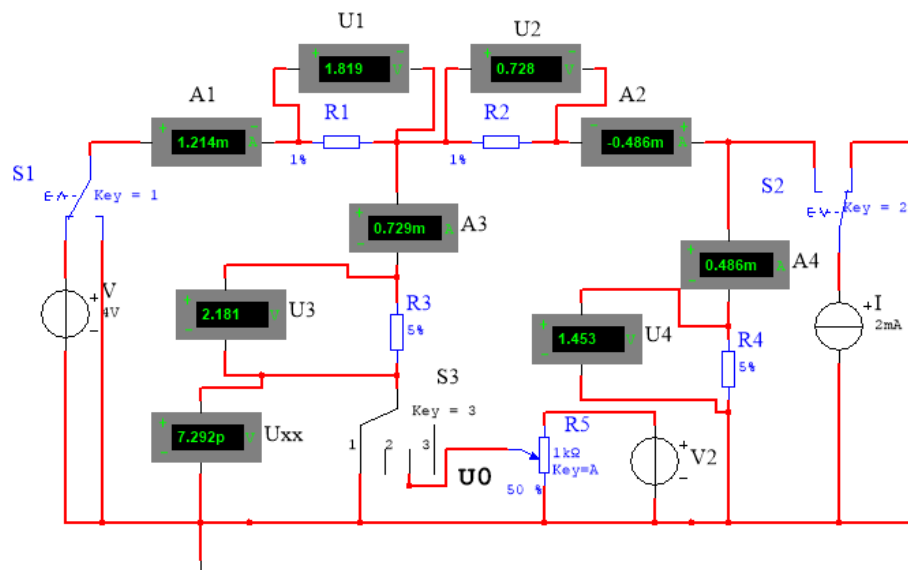 U1
U2
+ −
1.819 V
+ −
0.728 V
A1
R1
R2
A2
+ −
1.214m A
− +
-0.486m A
1%
1%
S1
Key = 1
S2
Key = 2
+
−
0.729m A
A3
+
−
0.486m A
A4
V
+
−
4V
+
−
2.181 V
U3
R3
5%
+
−
1.453 V
U4
R4
5%
I
2mA
S3
Key = 3
+
−
7.292p V
Uxx
1 2 3
R5
1kΩ
Key=A
50 %
U0
+
−
V2